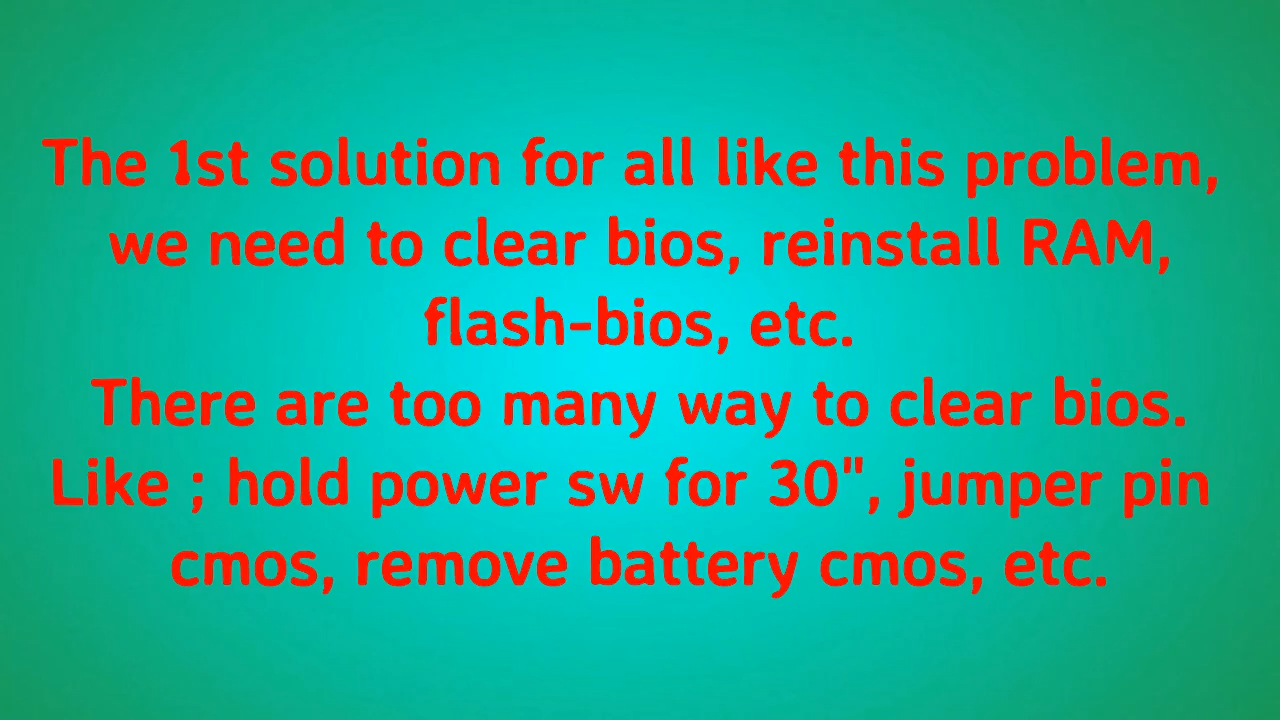 The 1st solution for all like this problem,
we need to clear bios, reinstall RAM,
flash-bios, etc.
There are too many way to clear bios.
Like ; hold power sw for 30", jumper pin
cmos, remove battery cmos, etc.